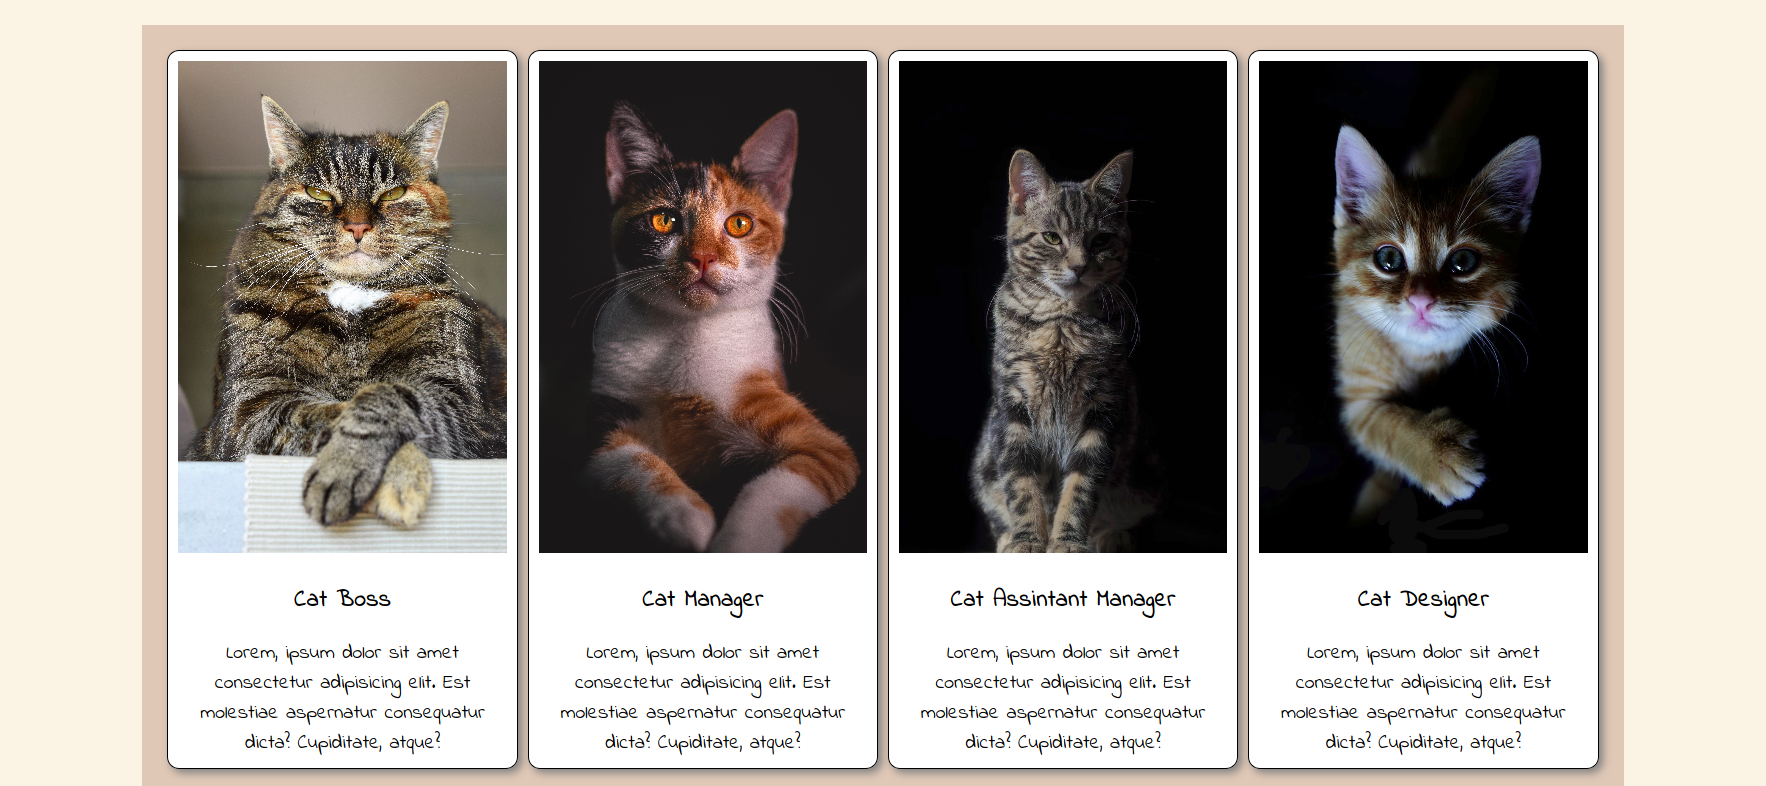 Cat Boss
Lorem, ipsum dolor sit amet
consectetur adipisicing elit. Est
molestiae aspernatur consequatur
dicta? Cupiditate, atque?
Cat Manager
Lorem, ipsum dolor sit amet
consectetur adipisicing elit. Est
molestiae aspernatur consequatur
dicta? Cupiditate, atque?
Cat Assintant Manager
Lorem, ipsum dolor sit amet
consectetur adipisicing elit. Est
molestiae aspernatur consequatur
dicta? Cupiditate, atque?
Cat Designer
Lorem, ipsum dolor sit amet
consectetur adipisicing elit. Est
molestiae aspernatur consequatur
dicta? Cupiditate, atque?